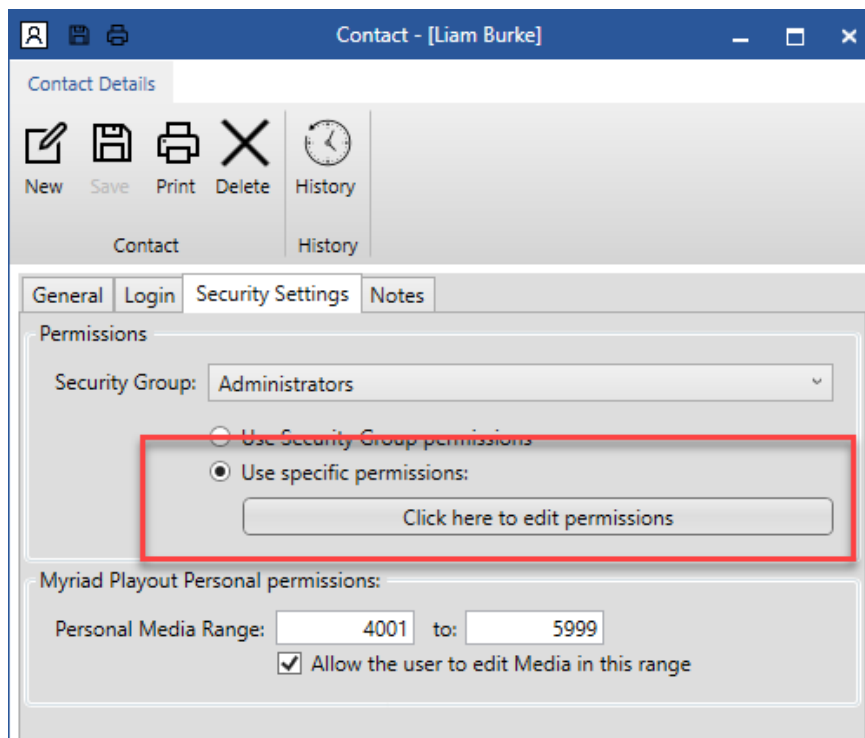 Contact - [Liam Burke]
Contact Details
New Save Print Delete History
Contact History
General Login Security Settings Notes
Permissions
Security Group: Administrators
Use Security Group permissions
Use specific permissions:
Click here to edit permissions
Myriad Playout Personal permissions:
Personal Media Range: 4001 to: 5999
Allow the user to edit Media in this range